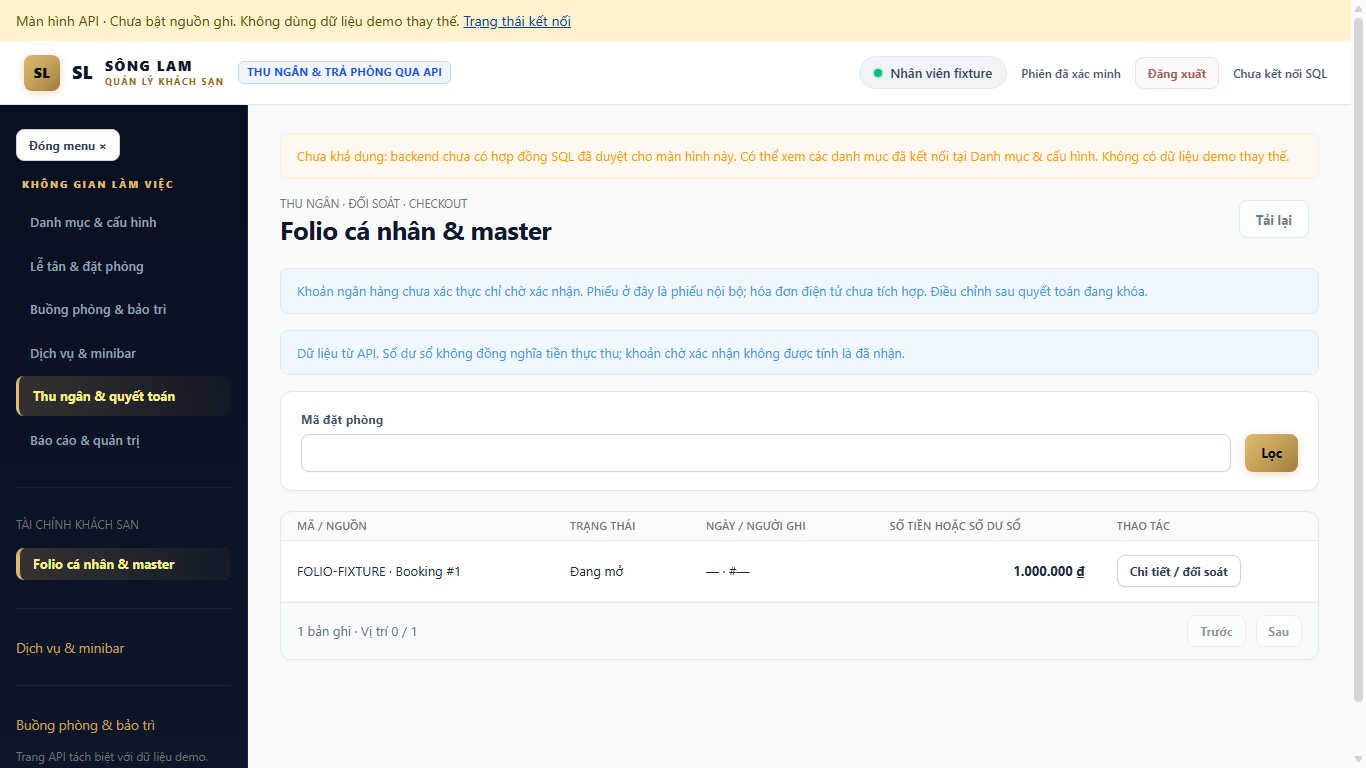 Màn hình API · Chưa bật nguồn ghi. Không dùng dữ liệu demo thay thế. Trạng thái kết nối
SL
SL
SÔNG LAM
QUẢN LÝ KHÁCH SẠN
THU NGÂN & TRẢ PHÒNG QUA API
Nhân viên fixture
Phiên đã xác minh
Đăng xuất
Chưa kết nối SQL
Đóng menu ×
KHÔNG GIAN LÀM VIỆC
Danh mục & cấu hình
Lễ tân & đặt phòng
Buồng phòng & bảo trì
Dịch vụ & minibar
Thu ngân & quyết toán
Báo cáo & quản trị
TÀI CHÍNH KHÁCH SẠN
Folio cá nhân & master
Dịch vụ & minibar
Buồng phòng & bảo trì
Trang API tách biệt với dữ liệu demo.
Chưa khả dụng: backend chưa có hợp đồng SQL đã duyệt cho màn hình này. Có thể xem các danh mục đã kết nối tại Danh mục & cấu hình. Không có dữ liệu demo thay thế.
THU NGÂN · ĐỐI SOÁT · CHECKOUT
Folio cá nhân & master
Tải lại
Khoản ngân hàng chưa xác thực chỉ chờ xác nhận. Phiếu ở đây là phiếu nội bộ; hóa đơn điện tử chưa tích hợp. Điều chỉnh sau quyết toán đang khóa.
Dữ liệu từ API. Số dư sổ không đồng nghĩa tiền thực thu; khoản chờ xác nhận không được tính là đã nhận.
Mã đặt phòng
Lọc
MÃ / NGUỒN TRẠNG THÁI NGÀY / NGƯỜI GHI SỐ TIỀN HOẶC SỐ DƯ SỔ THAO TÁC
FOLIO-FIXTURE · Booking #1 Đang mở — · #— 1.000.000 ₫ Chi tiết / đối soát
1 bản ghi · Vị trí 0 / 1 Trước Sau